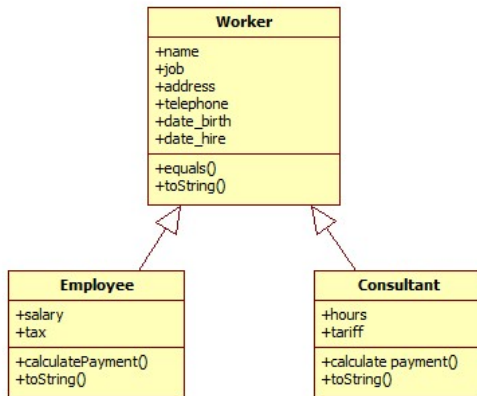 Worker
+name
+job
+address
+telephone
+date_birth
+date_hire
+equals()
+toString()
Employee
+salary
+tax
+calculatePayment()
+toString()
Consultant
+hours
+tariff
+calculate payment()
+toString()